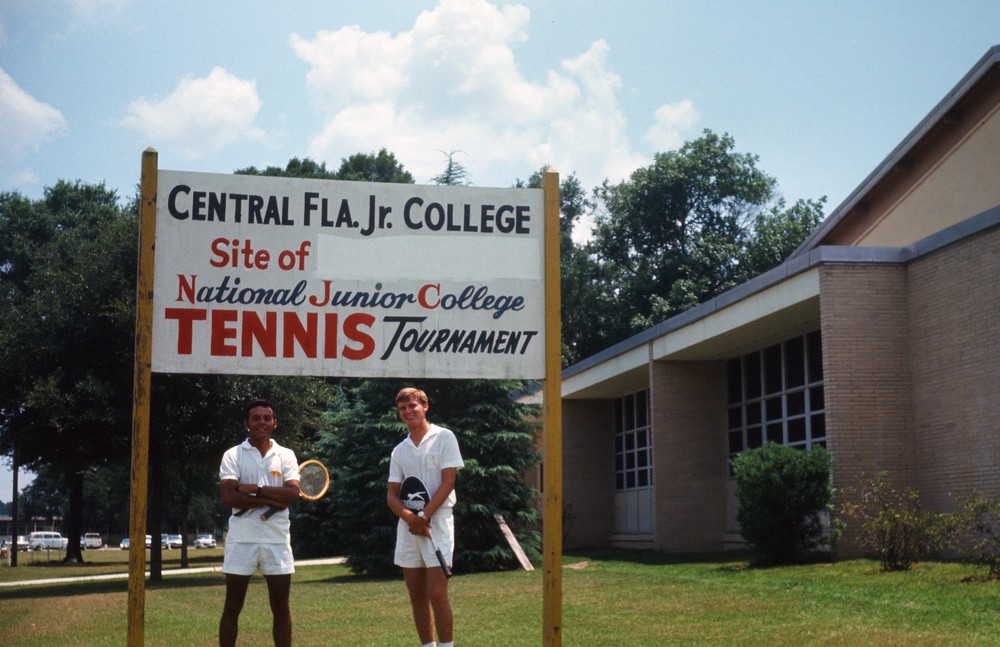 CENTRAL FLA. Jr. COLLEGE
Site of
National Junior College
TENNIS TOURNAMENT